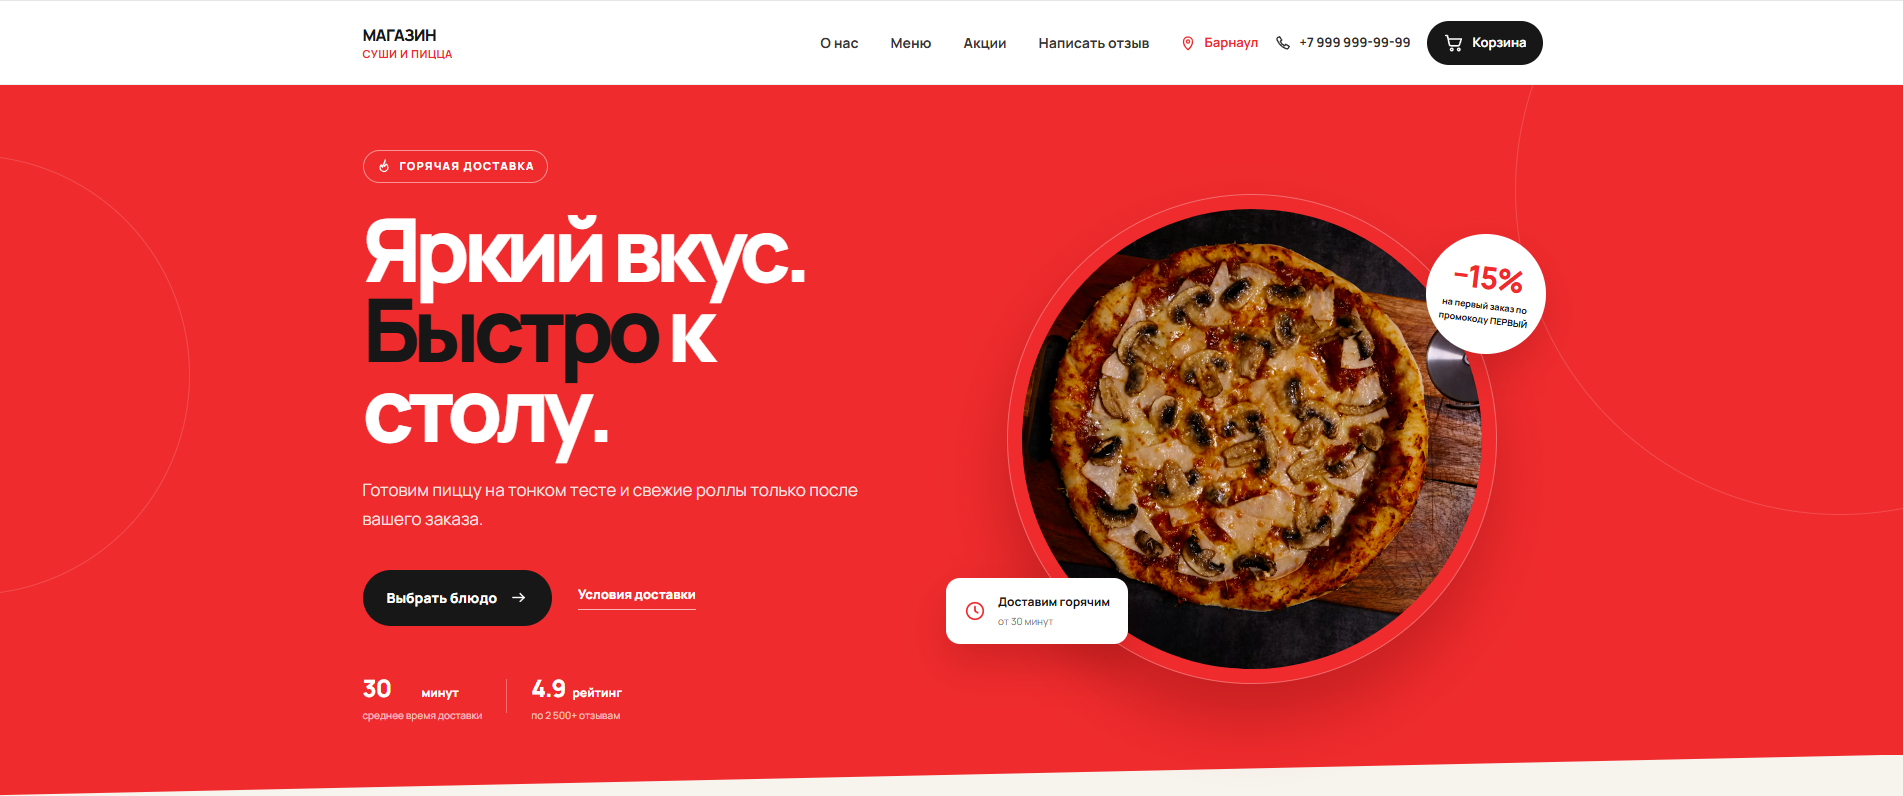 МАГАЗИН
СУШИ И ПИЦЦА
О нас
Меню
Акции
Написать отзыв
Барнаул
+7 999 999-99-99
Корзина
ГОРЯЧАЯ ДОСТАВКА
Яркий вкус.
Быстро к
столу.
Готовим пиццу на тонком тесте и свежие роллы только после
вашего заказа.
Выбрать блюдо
Условия доставки
30 минут
среднее время доставки
4.9 рейтинг
по 2 500+ отзывам
−15%
на первый заказ по
промокоду ПЕРВЫЙ
Доставим горячим
от 30 минут